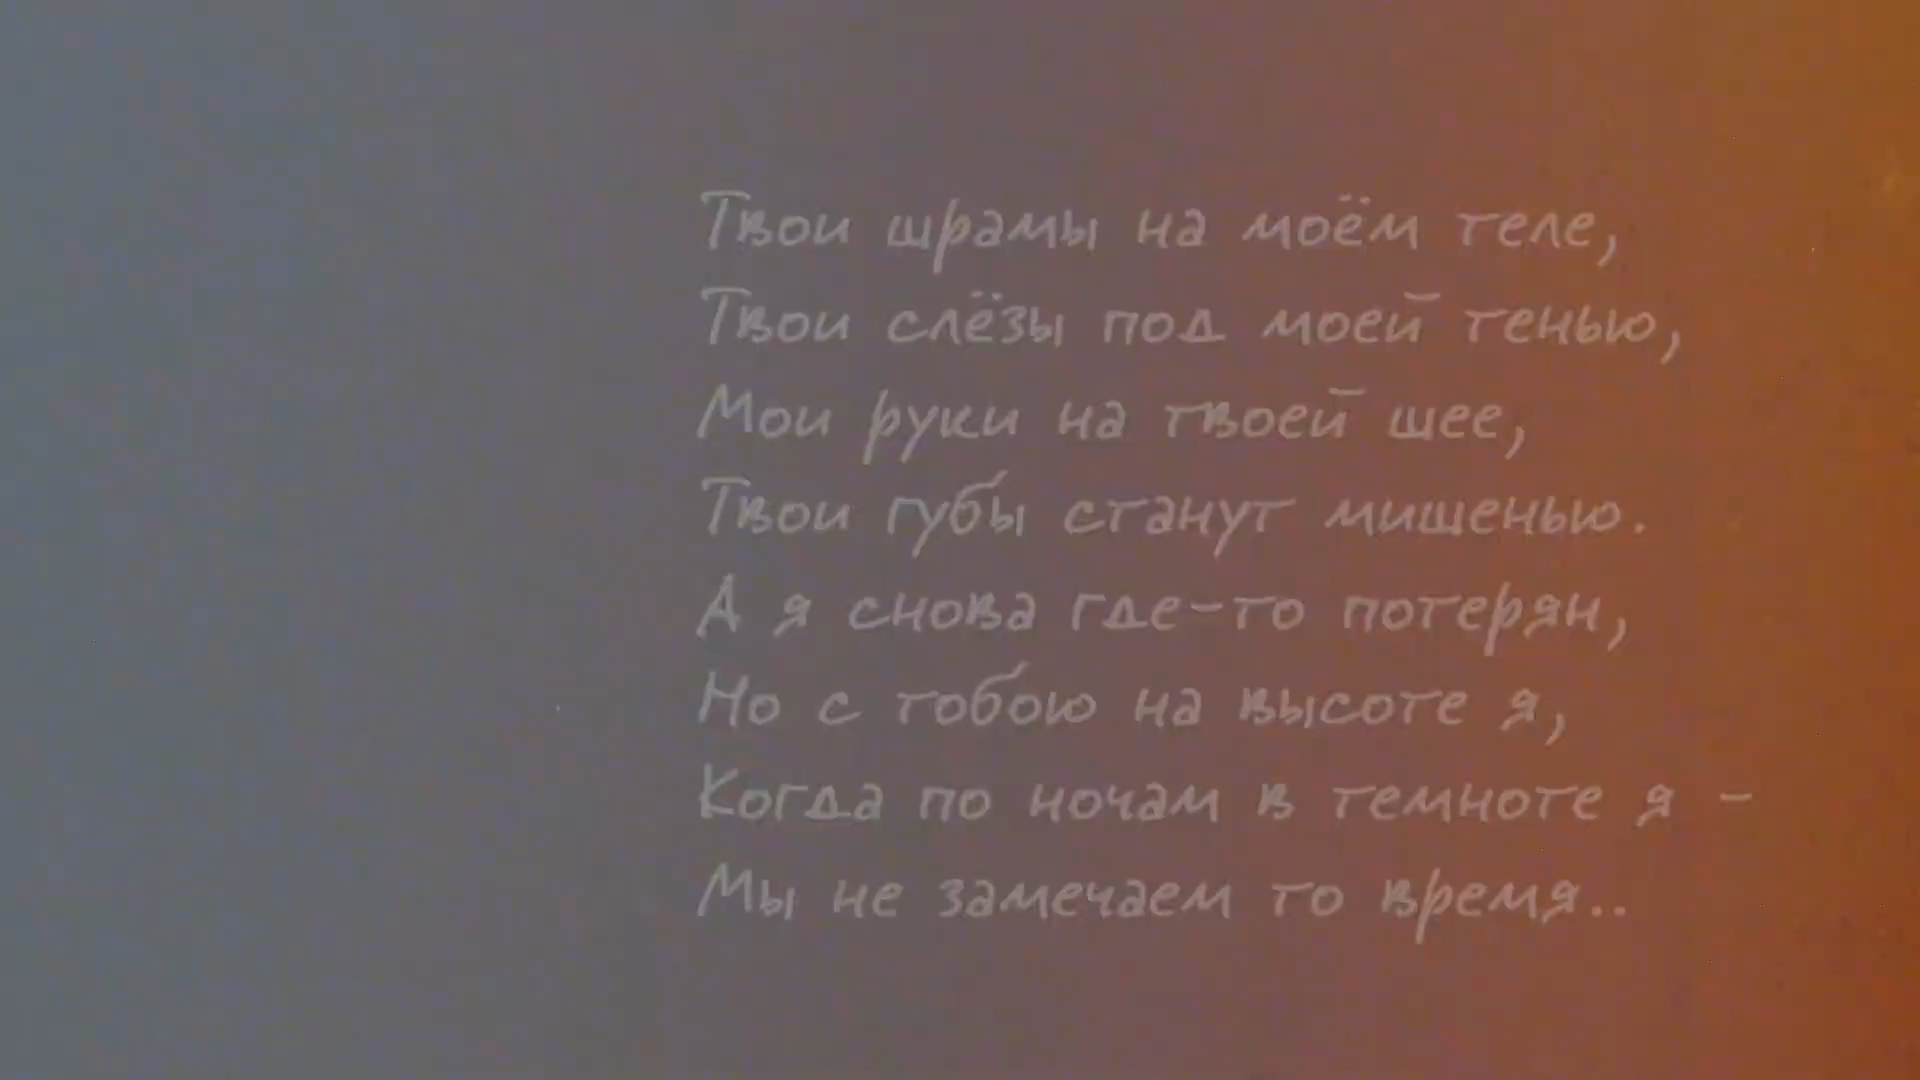 Твои шрамы на моём теле,
Твои слёзы под моей тенью,
Мои руки на твоей шее,
Твои губы станут мишенью.
А я снова где-то потерян,
Но с тобою на высоте я,
Когда по ночам в темноте я -
Мы не замечаем то время..